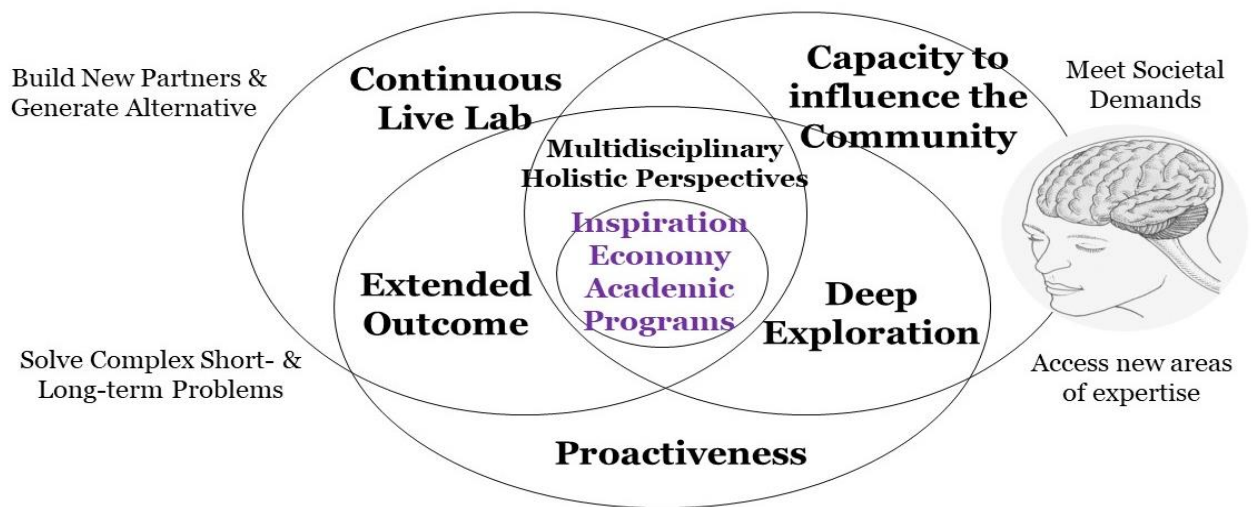 Build New Partners &
Generate Alternative
Continuous
Live Lab
Capacity to
influence the
Community
Meet Societal
Demands
Multidisciplinary
Holistic Perspectives
Inspiration
Economy
Academic
Programs
Extended
Outcome
Deep
Exploration
Solve Complex Short- &
Long-term Problems
Access new areas
of expertise
Proactiveness